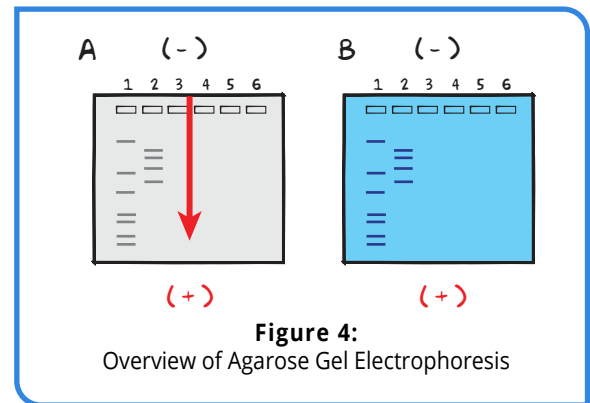 A (-)
1 2 3 4 5 6
(+)
B (-)
1 2 3 4 5 6
(+)
Figure 4:
Overview of Agarose Gel Electrophoresis